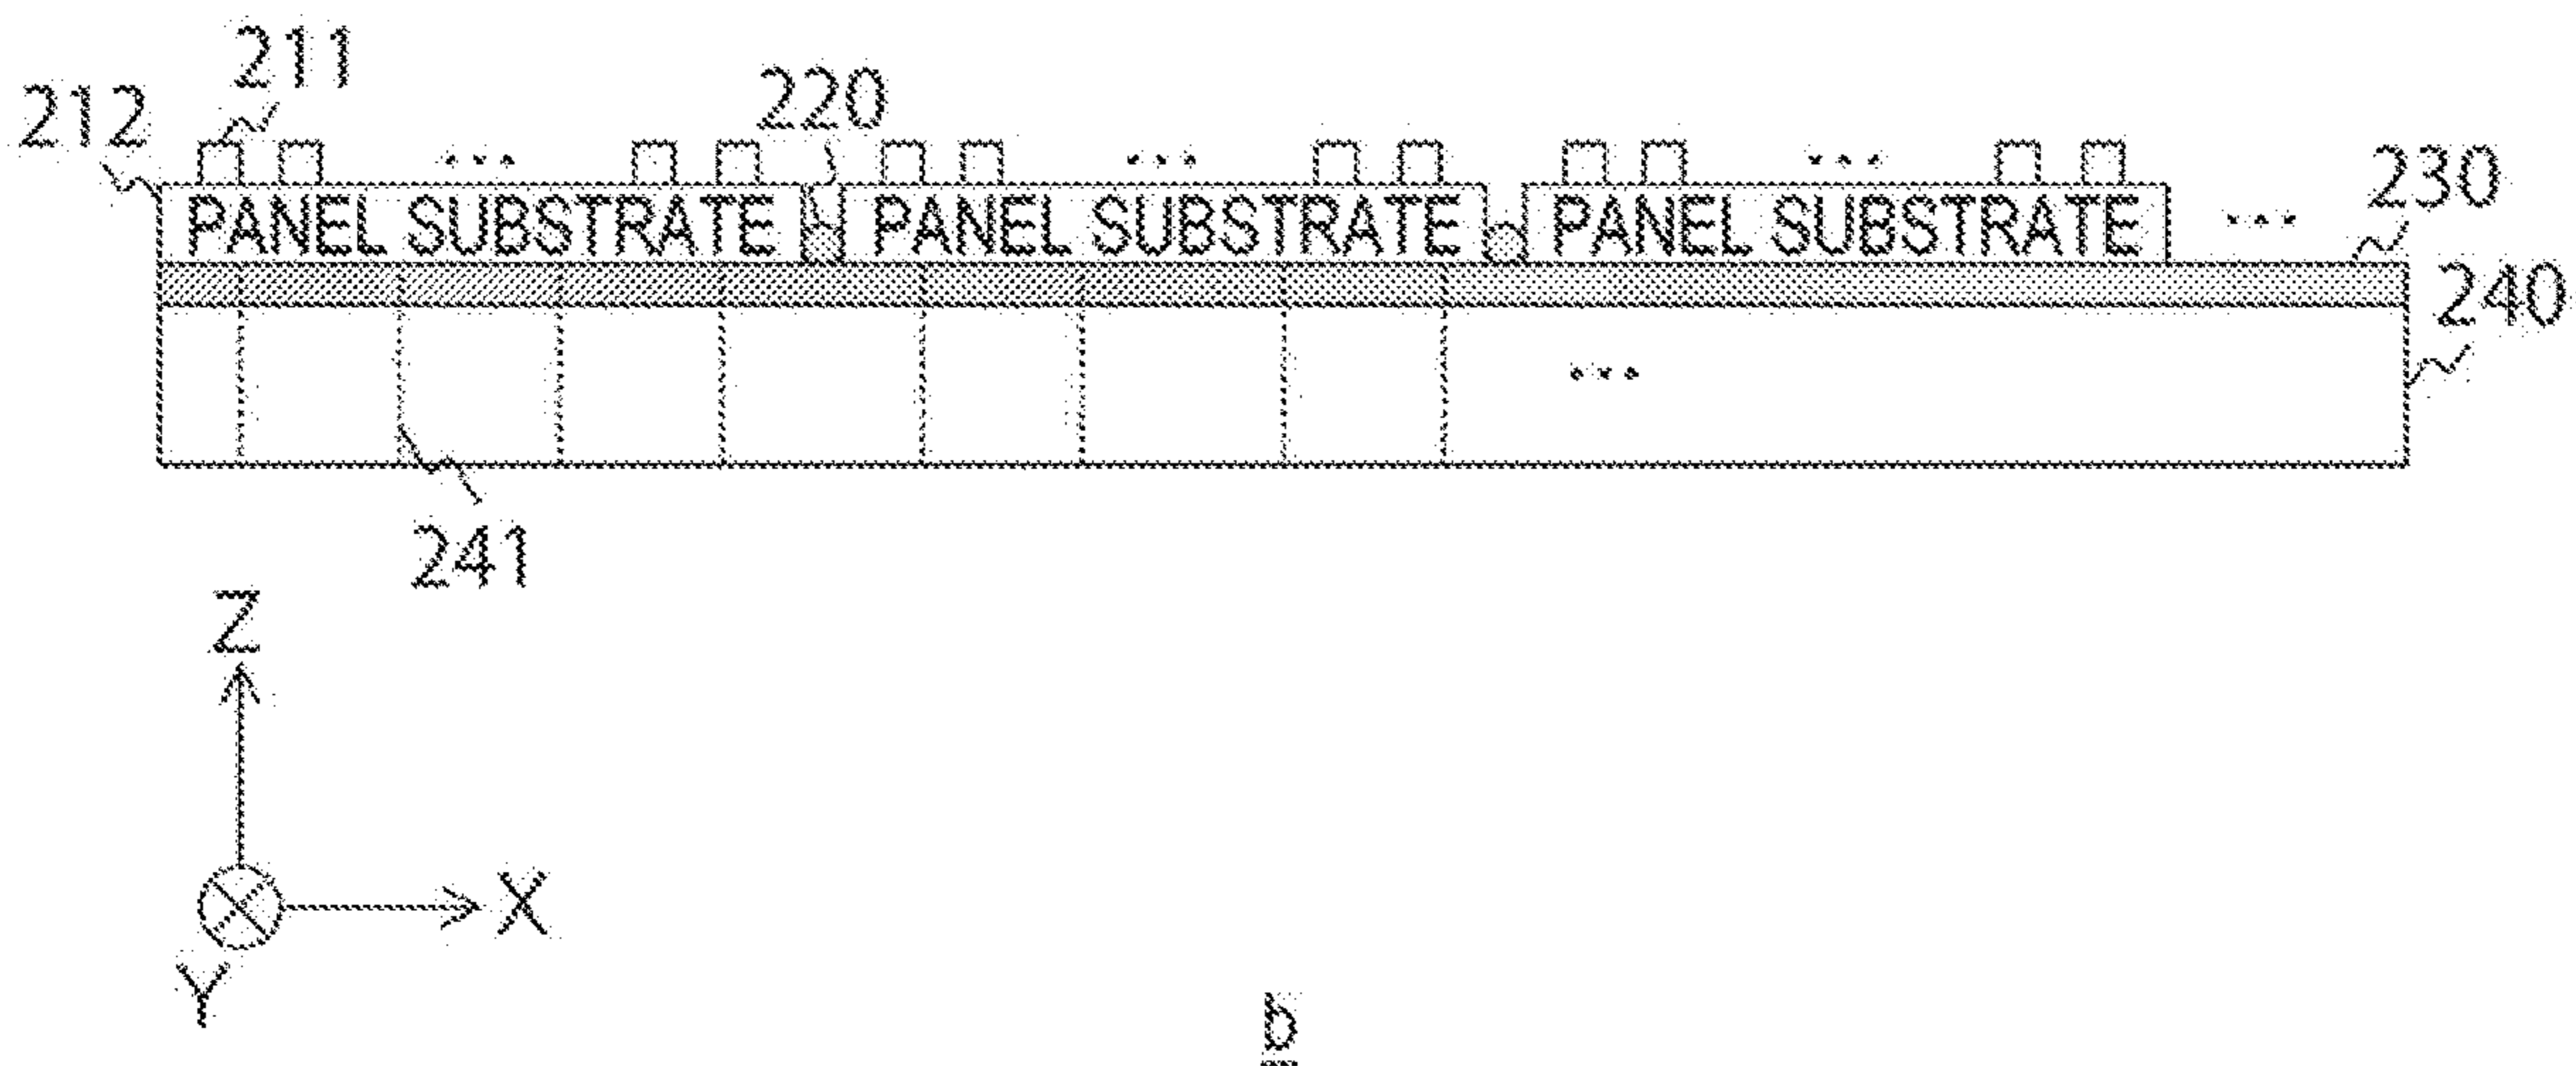 211
212
220
... ... ...
PANEL SUBSTRATE PANEL SUBSTRATE PANEL SUBSTRATE ... 230
240
...
241
Z
X
Y
b